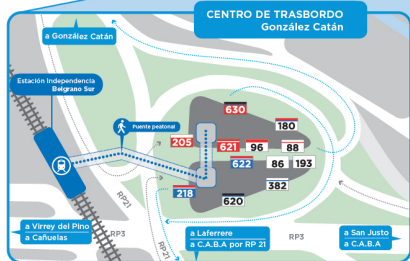 CENTRO DE TRASBORDO
González Catán
a González Catán
Estación Independencia
Belgrano Sur
Puente peatonal
630
180
205
621
96
88
622
86
193
218
382
620
RP21
RP3
RP21
RP3
a Virrey del Pino
a Cañuelas
a Laferrere
a C.A.B.A por RP 21
a San Justo
a C.A.B.A